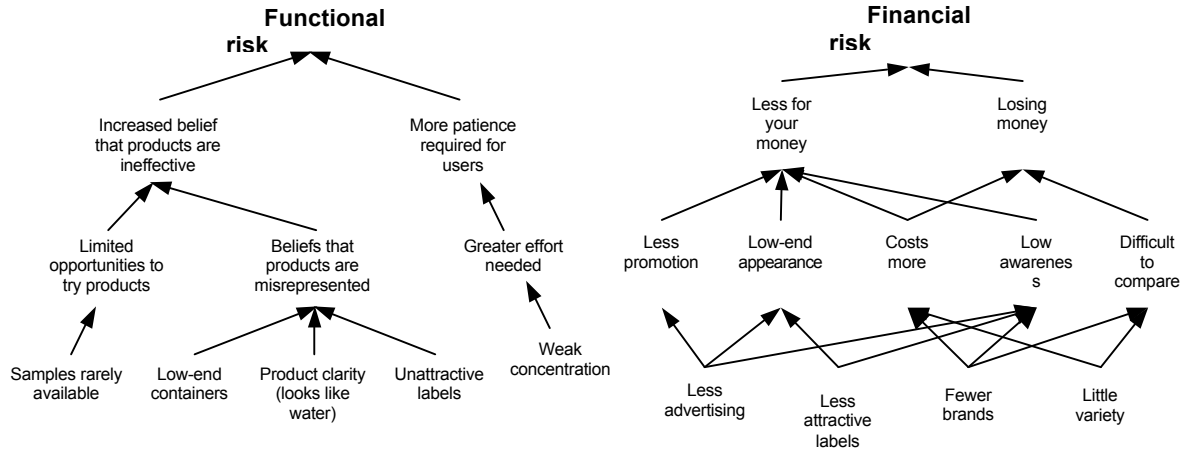 Functional
risk
Increased belief
that products are
ineffective
More patience
required for
users
Limited
opportunities to
try products
Beliefs that
products are
misrepresented
Greater effort
needed
Samples rarely
available
Low-end
containers
Product clarity
(looks like
water)
Unattractive
labels
Weak
concentration
Financial
risk
Less for
your
money
Losing
money
Less
promotion
Low-end
appearance
Costs
more
Low
awarenes
s
Difficult
to
compare
Less
advertising
Less
attractive
labels
Fewer
brands
Little
variety